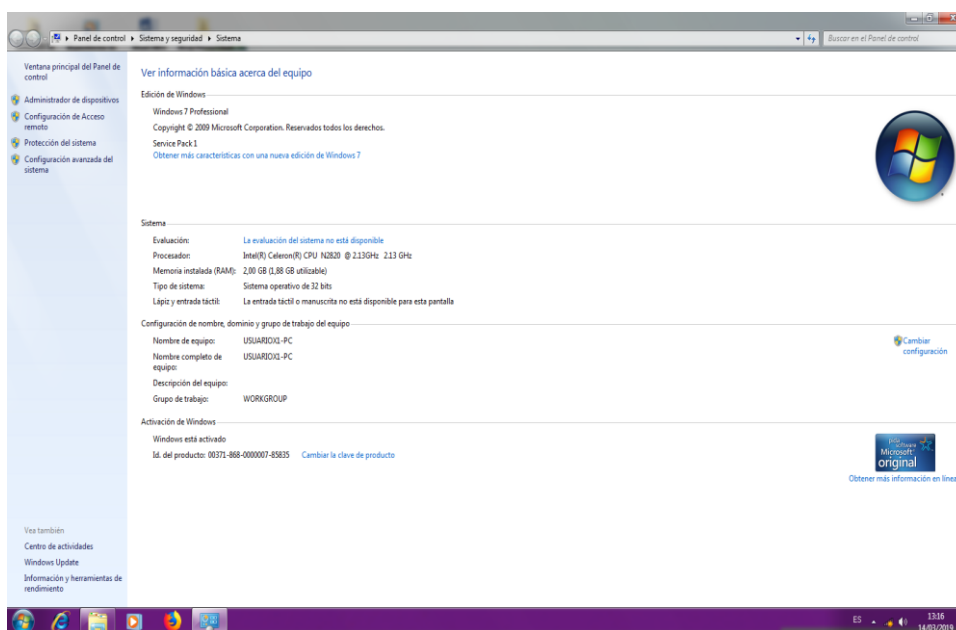 Panel de control ▸ Sistema y seguridad ▸ Sistema
Buscar en el Panel de control
Ventana principal del Panel de
control
Administrador de dispositivos
Configuración de Acceso
remoto
Protección del sistema
Configuración avanzada del
sistema
Ver información básica acerca del equipo
Edición de Windows
Windows 7 Professional
Copyright © 2009 Microsoft Corporation. Reservados todos los derechos.
Service Pack 1
Obtener más características con una nueva edición de Windows 7
Sistema
Evaluación: La evaluación del sistema no está disponible
Procesador: Intel(R) Celeron(R) CPU N2820 @ 2.13GHz 2.13 GHz
Memoria instalada (RAM): 2,00 GB (1,88 GB utilizable)
Tipo de sistema: Sistema operativo de 32 bits
Lápiz y entrada táctil: La entrada táctil o manuscrita no está disponible para esta pantalla
Configuración de nombre, dominio y grupo de trabajo del equipo
Nombre de equipo: USUARIOX1-PC
Cambiar
configuración
Nombre completo de
equipo: USUARIOX1-PC
Descripción del equipo:
Grupo de trabajo: WORKGROUP
Activación de Windows
Windows está activado
Id. del producto: 00371-868-0000007-85835 Cambiar la clave de producto
software
Microsoft
original
Obtener más información en línea
Vea también
Centro de actividades
Windows Update
Información y herramientas de
rendimiento
ES
13:16
14/03/2019